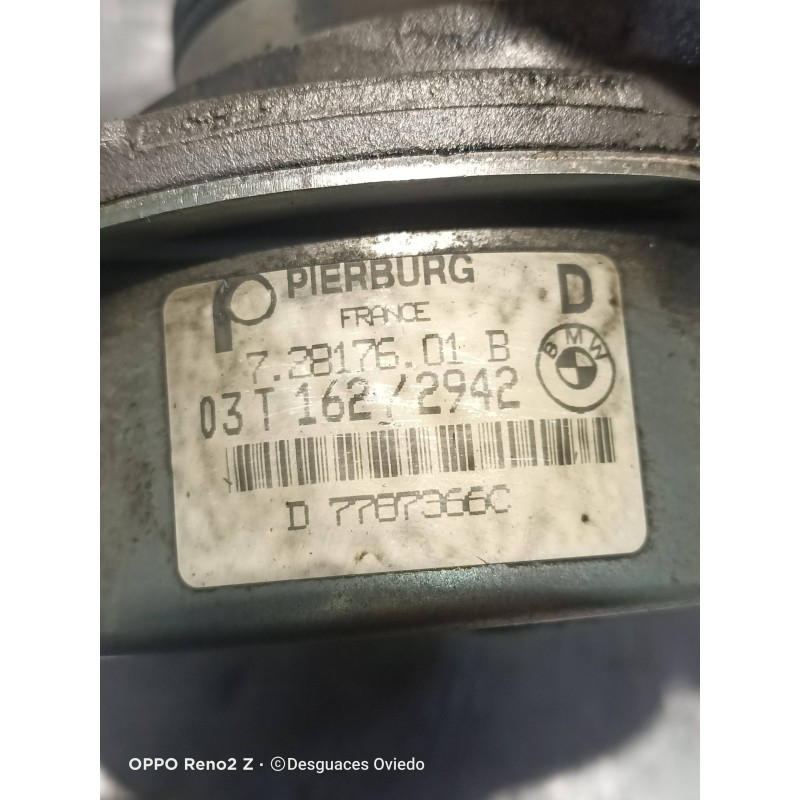 PIERBURG D
FRANCE
7.28176.01 B
BMW
03T 162/2942
D 7787366C
OPPO Reno2 Z · ©Desguaces Oviedo